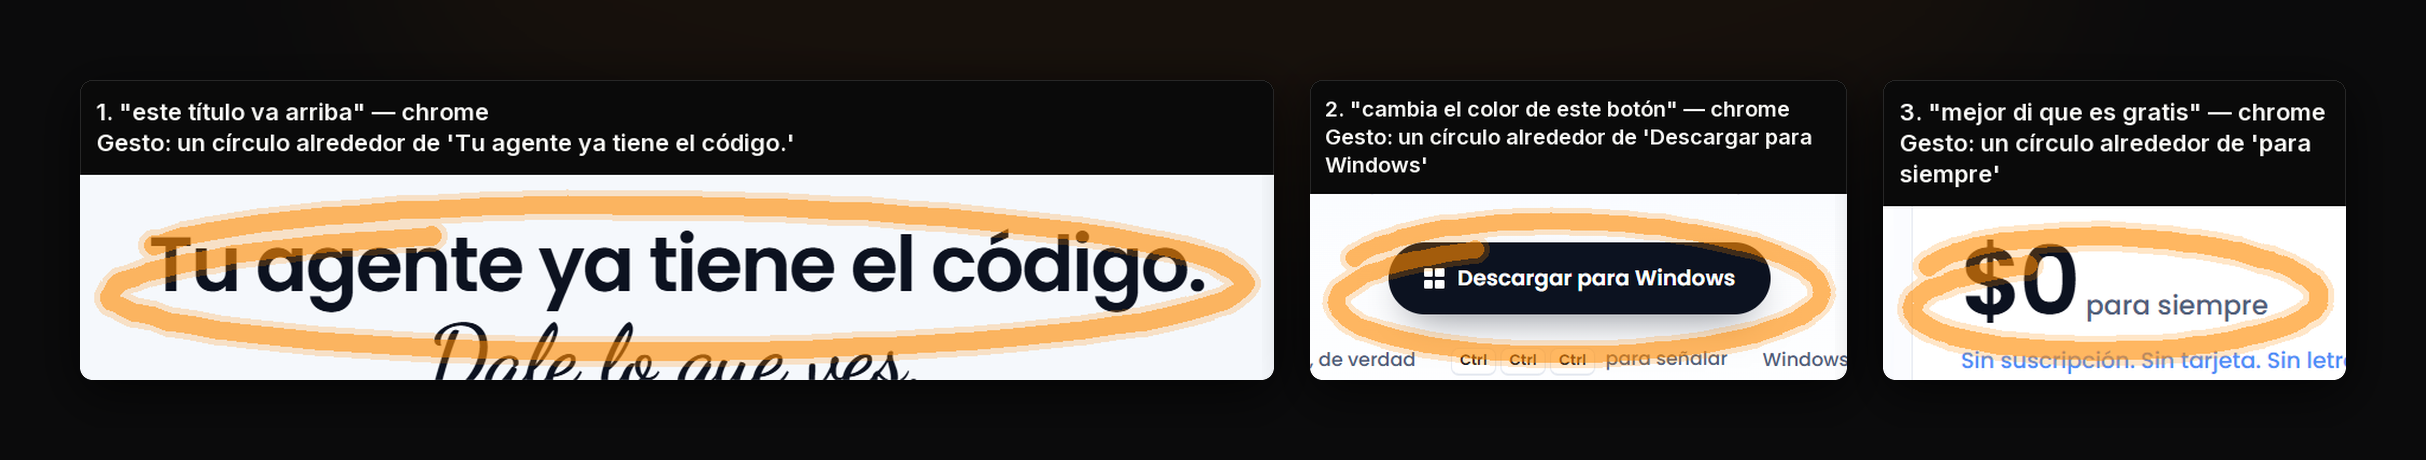 1. "este título va arriba" — chrome
Gesto: un círculo alrededor de 'Tu agente ya tiene el código.'
Tu agente ya tiene el código.
Dale lo que ves.
2. "cambia el color de este botón" — chrome
Gesto: un círculo alrededor de 'Descargar para
Windows'
Descargar para Windows
, de verdad Ctrl Ctrl Ctrl para señalar Windows
3. "mejor di que es gratis" — chrome
Gesto: un círculo alrededor de 'para
siempre'
$0 para siempre
Sin suscripción. Sin tarjeta. Sin letr